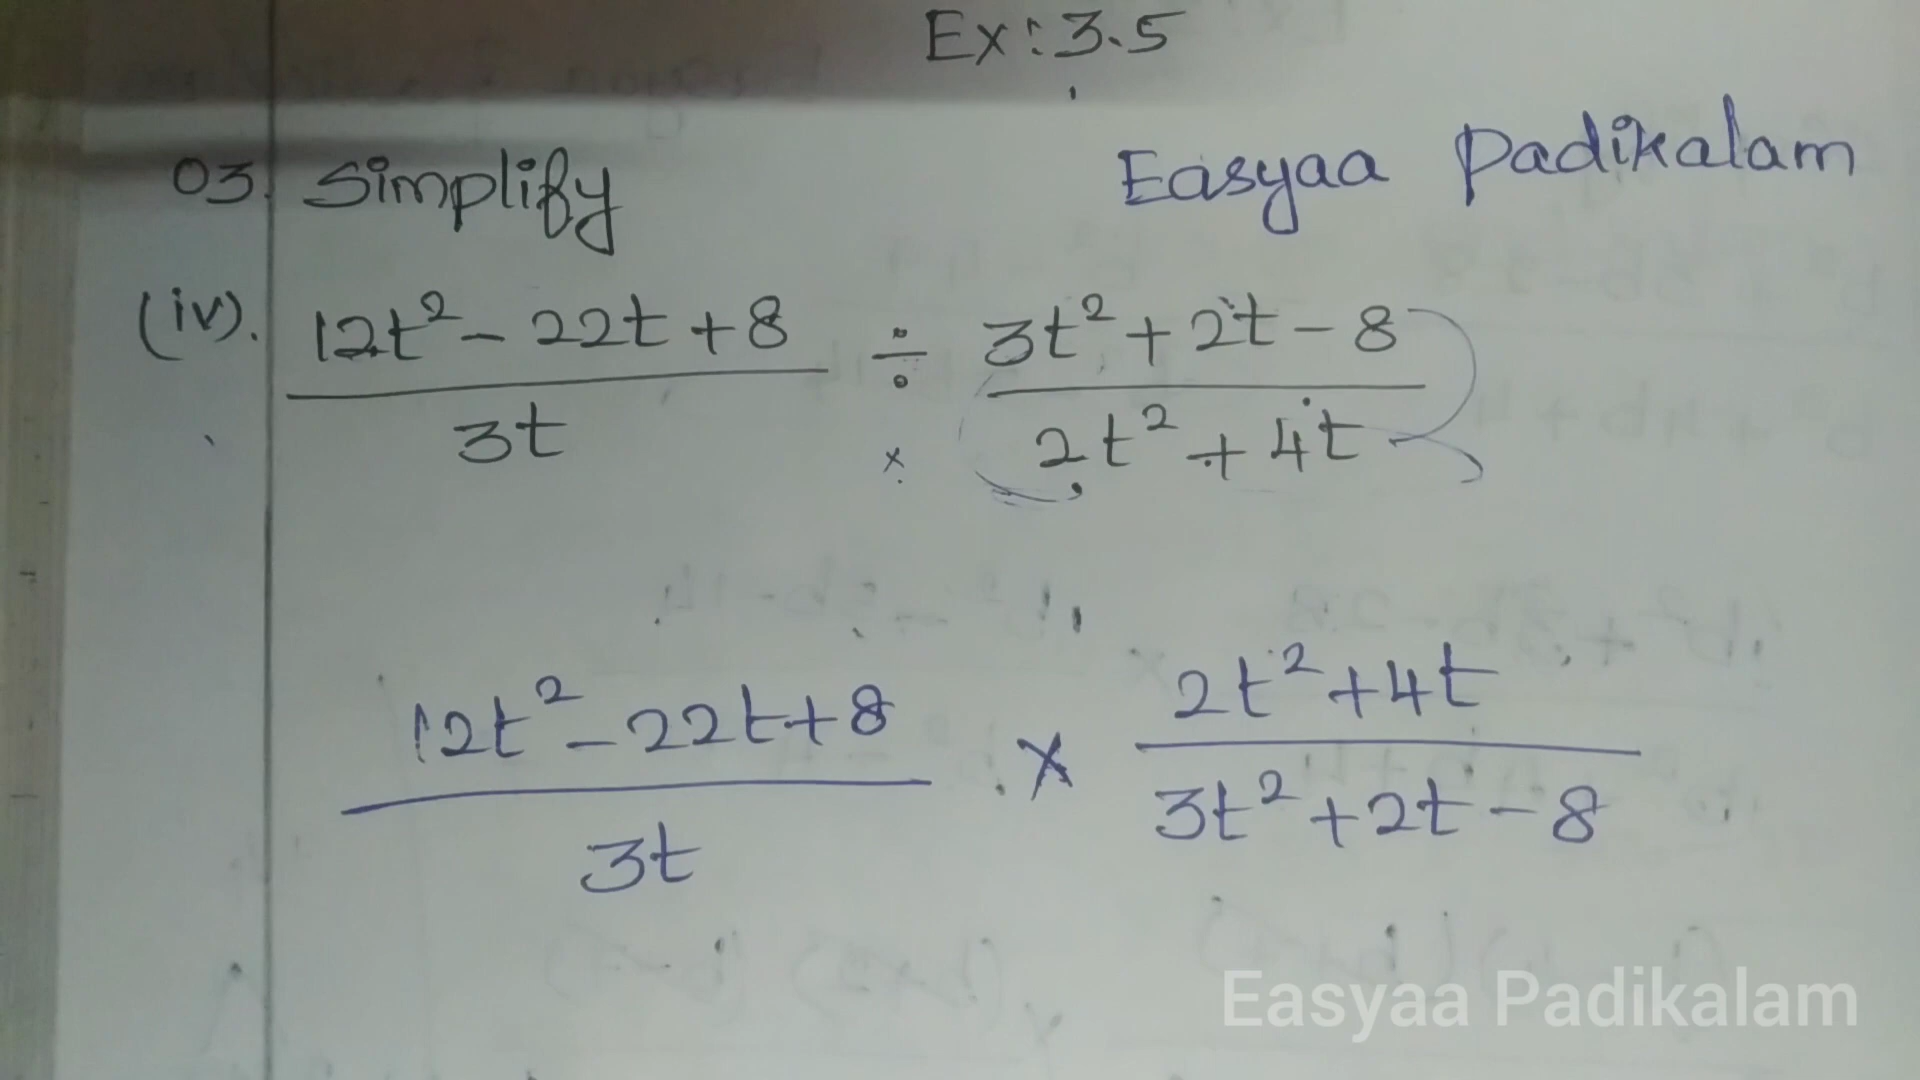 Ex: 3.5
03. Simplify
Easyaa Padikalam
(iv). 12t² - 22t + 8 / 3t ÷ 3t² + 2t - 8 / 2t² + 4t
×
12t² - 22t + 8 / 3t × 2t² + 4t / 3t² + 2t - 8
Easyaa Padikalam